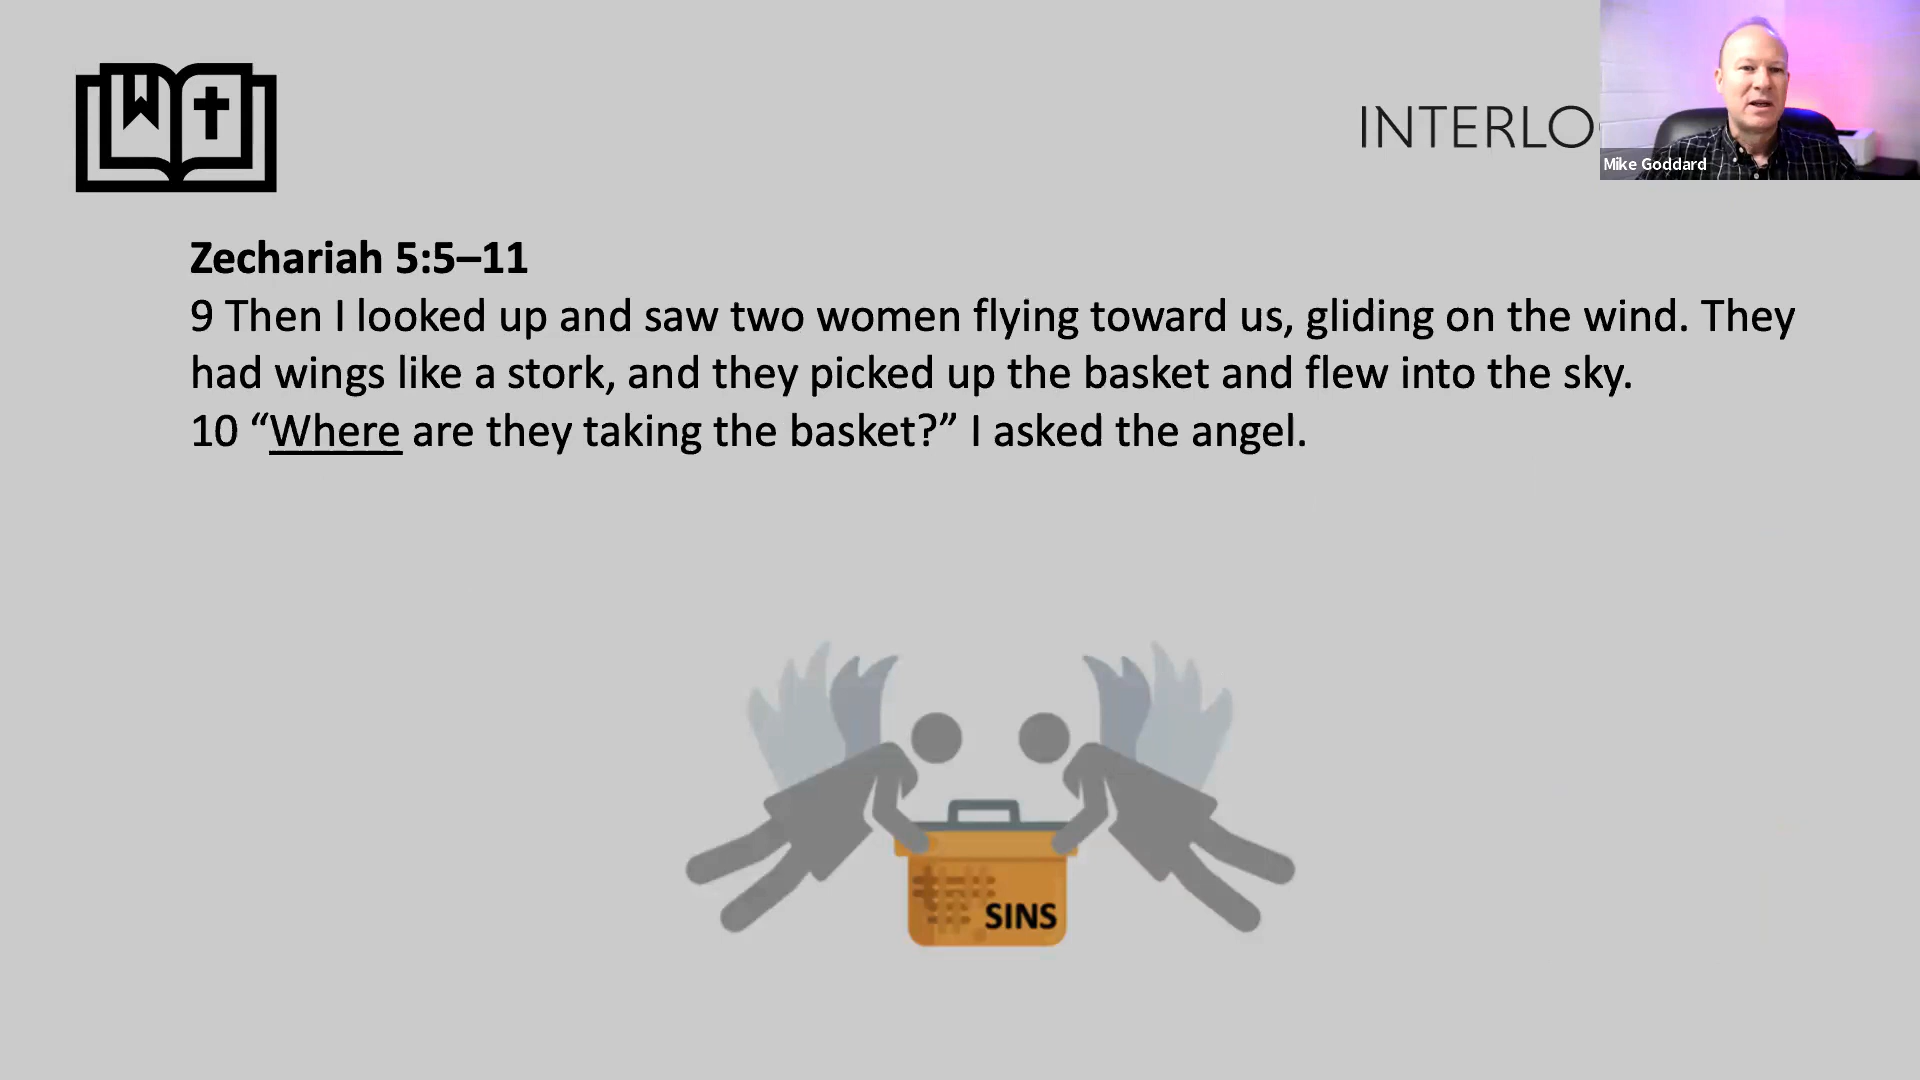 INTERLO
Mike Goddard
Zechariah 5:5–11
9 Then I looked up and saw two women flying toward us, gliding on the wind. They
had wings like a stork, and they picked up the basket and flew into the sky.
10 “Where are they taking the basket?” I asked the angel.
SINS